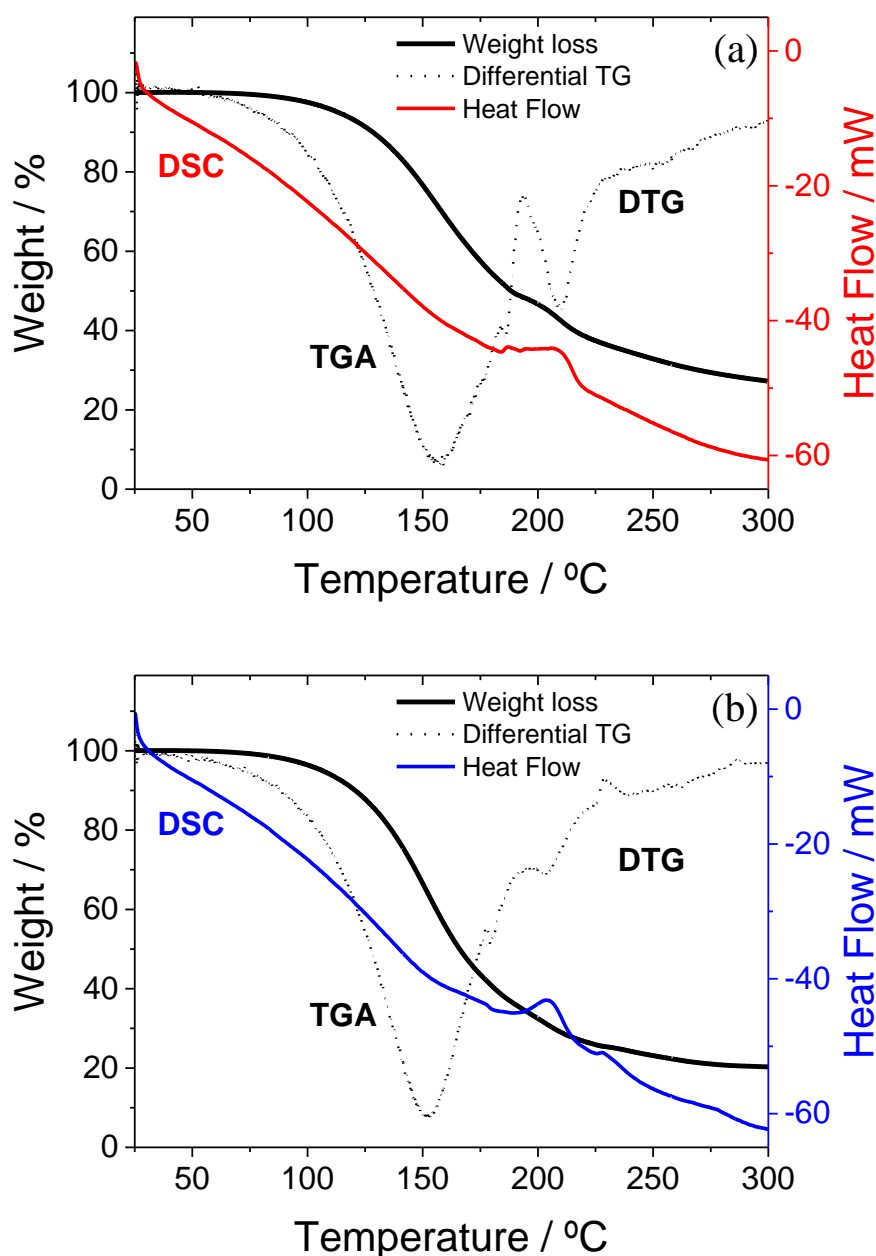 (a)
Weight loss
Differential TG
Heat Flow
DSC
DTG
TGA
Weight / %
100
80
60
40
20
0
Heat Flow / mW
0
-20
-40
-60
50 100 150 200 250 300
Temperature / ºC
(b)
Weight loss
Differential TG
Heat Flow
DSC
DTG
TGA
Weight / %
100
80
60
40
20
0
Heat Flow / mW
0
-20
-40
-60
50 100 150 200 250 300
Temperature / ºC